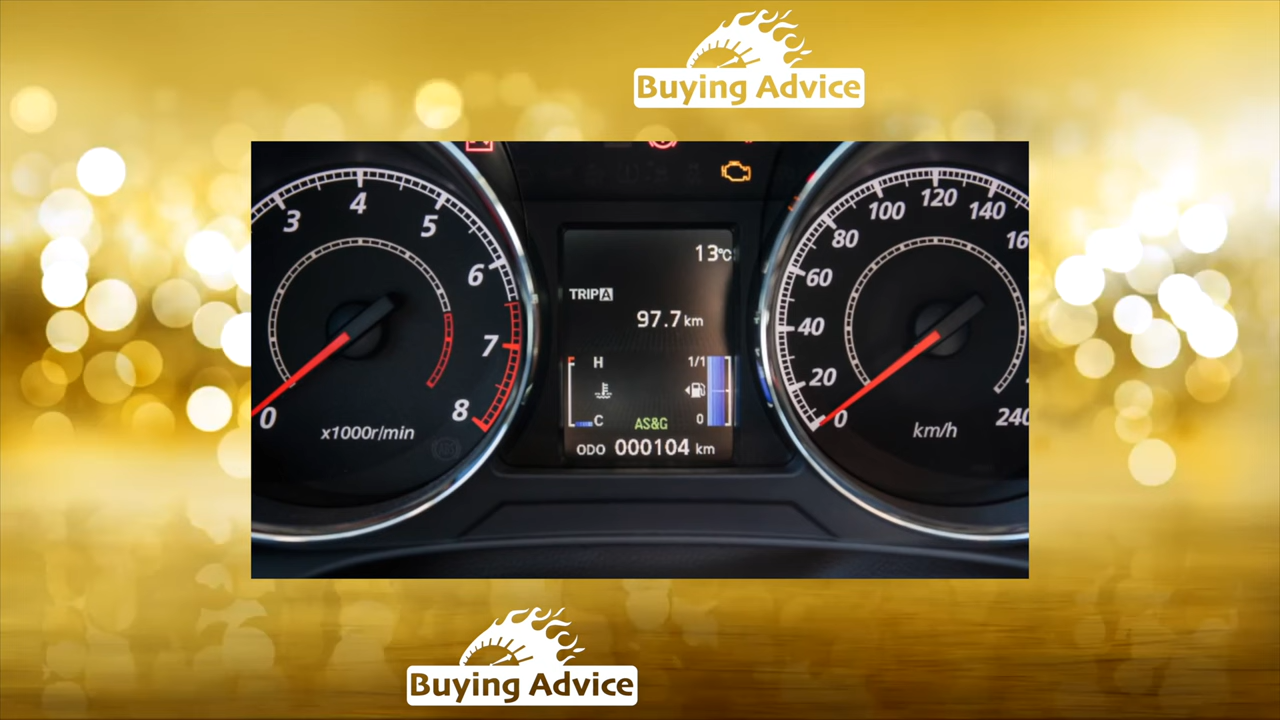 Buying Advice
3
4
5
6
7
8
0
x1000r/min
13°C
TRIP A
97.7 km
H
1/1
C
0
AS&G
ODO 000104 km
0
20
40
60
80
100
120
140
240
km/h
Buying Advice